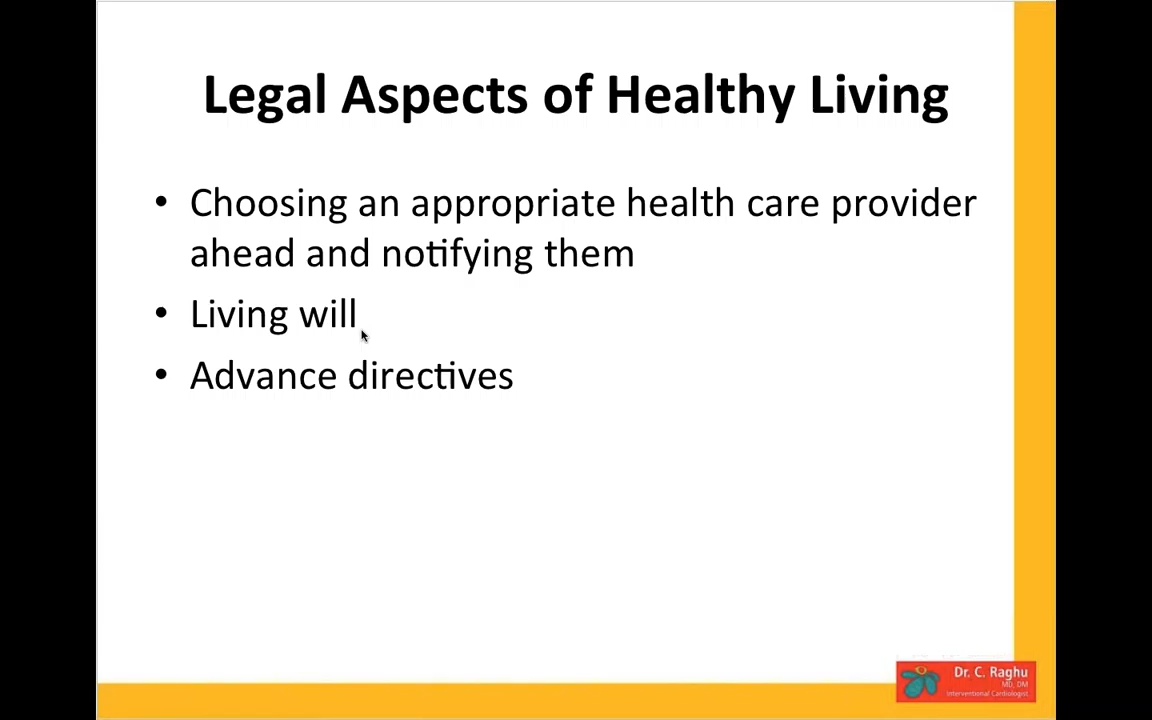 Legal Aspects of Healthy Living
• Choosing an appropriate health care provider
ahead and notifying them
• Living will
• Advance directives
Dr. C. Raghu
MD, DM
Interventional Cardiologist